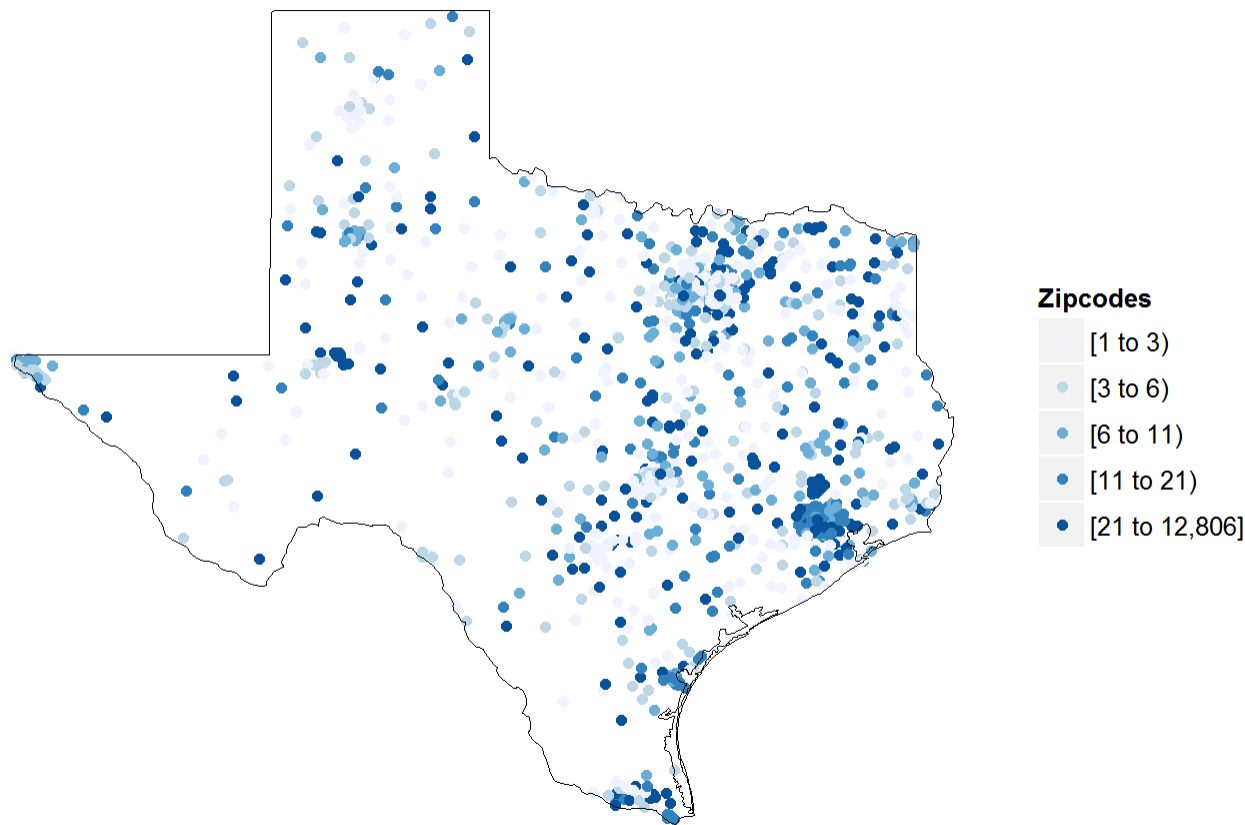 Zipcodes
[1 to 3)
[3 to 6)
[6 to 11)
[11 to 21)
[21 to 12,806]